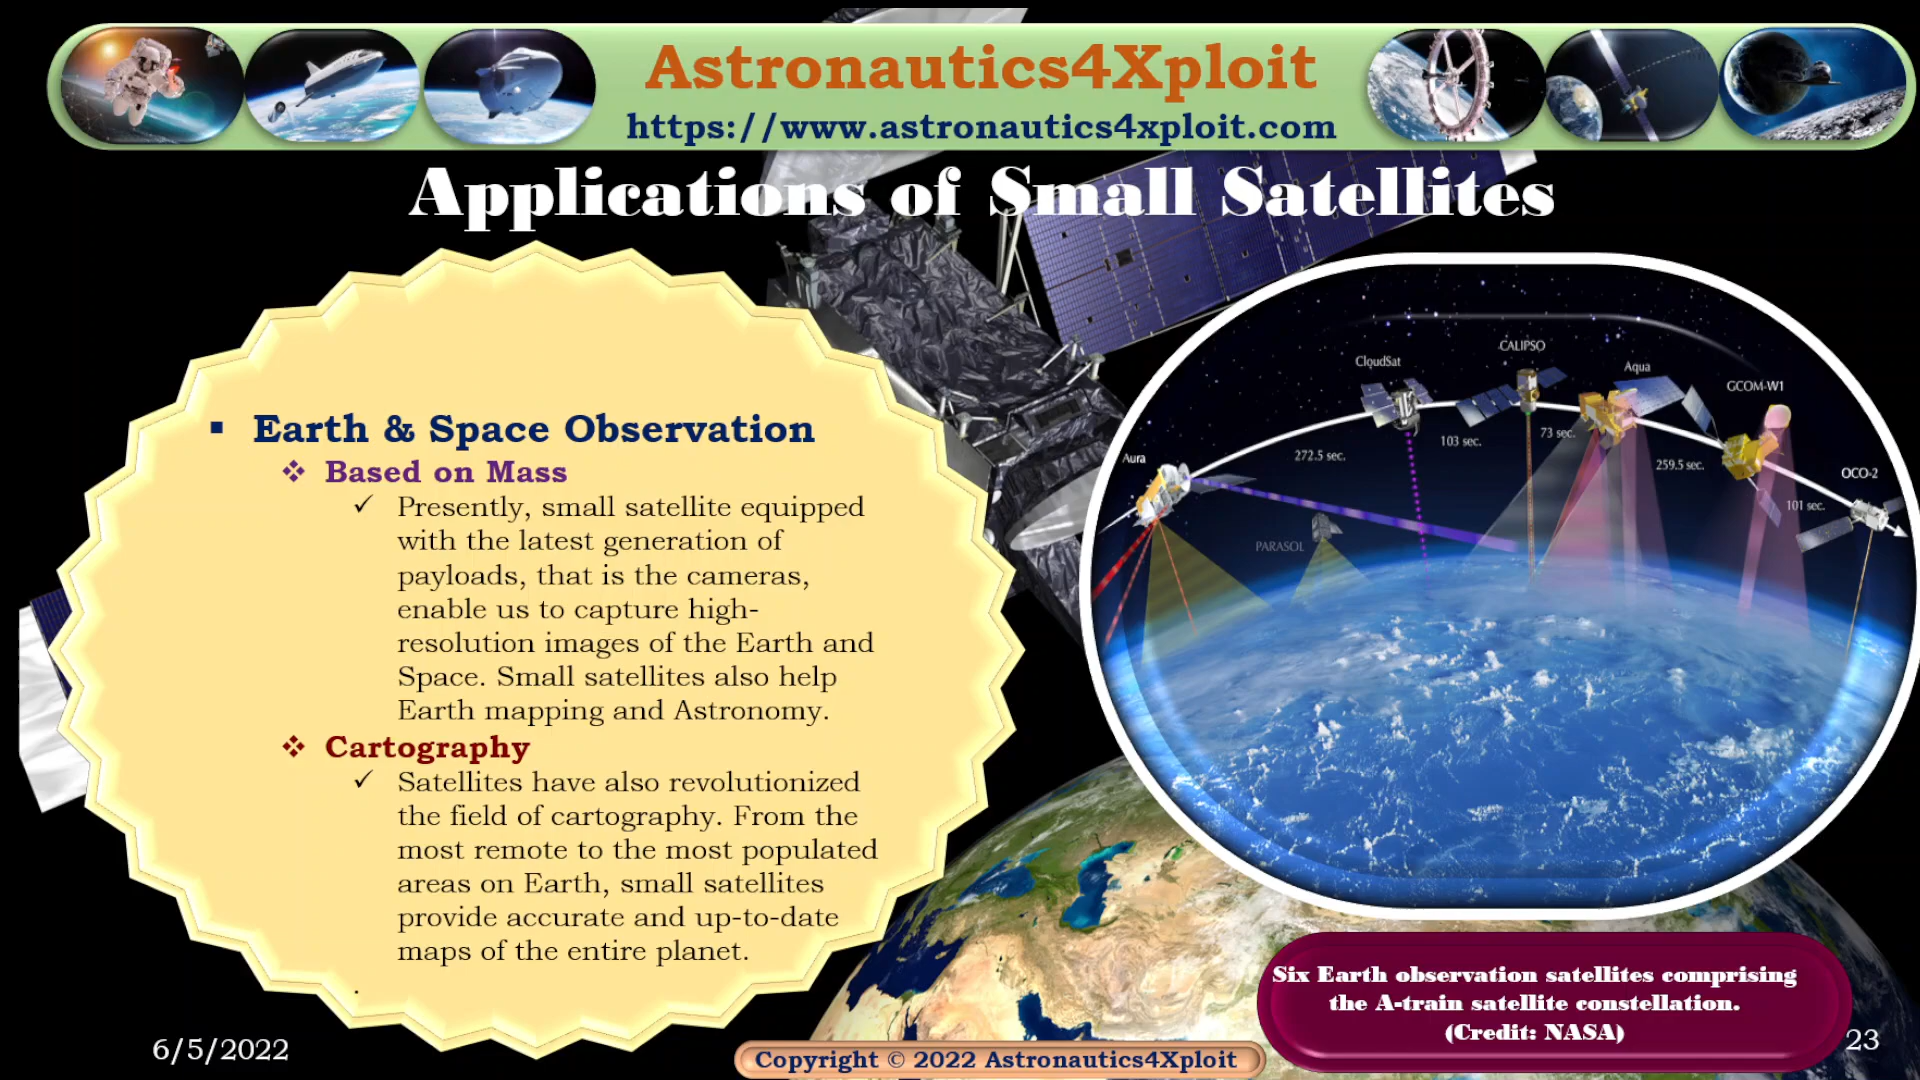 Astronautics4Xploit
https://www.astronautics4xploit.com
Applications of Small Satellites
▪ Earth & Space Observation
❖ Based on Mass
✓ Presently, small satellite equipped
with the latest generation of
payloads, that is the cameras,
enable us to capture high-
resolution images of the Earth and
Space. Small satellites also help
Earth mapping and Astronomy.
❖ Cartography
✓ Satellites have also revolutionized
the field of cartography. From the
most remote to the most populated
areas on Earth, small satellites
provide accurate and up-to-date
maps of the entire planet.
.
CloudSat
CALIPSO
Aqua
GCOM-W1
OCO-2
Aura
PARASOL
272.5 sec.
103 sec.
73 sec.
259.5 sec.
101 sec.
Six Earth observation satellites comprising
the A-train satellite constellation.
(Credit: NASA)
6/5/2022
Copyright © 2022 Astronautics4Xploit
23